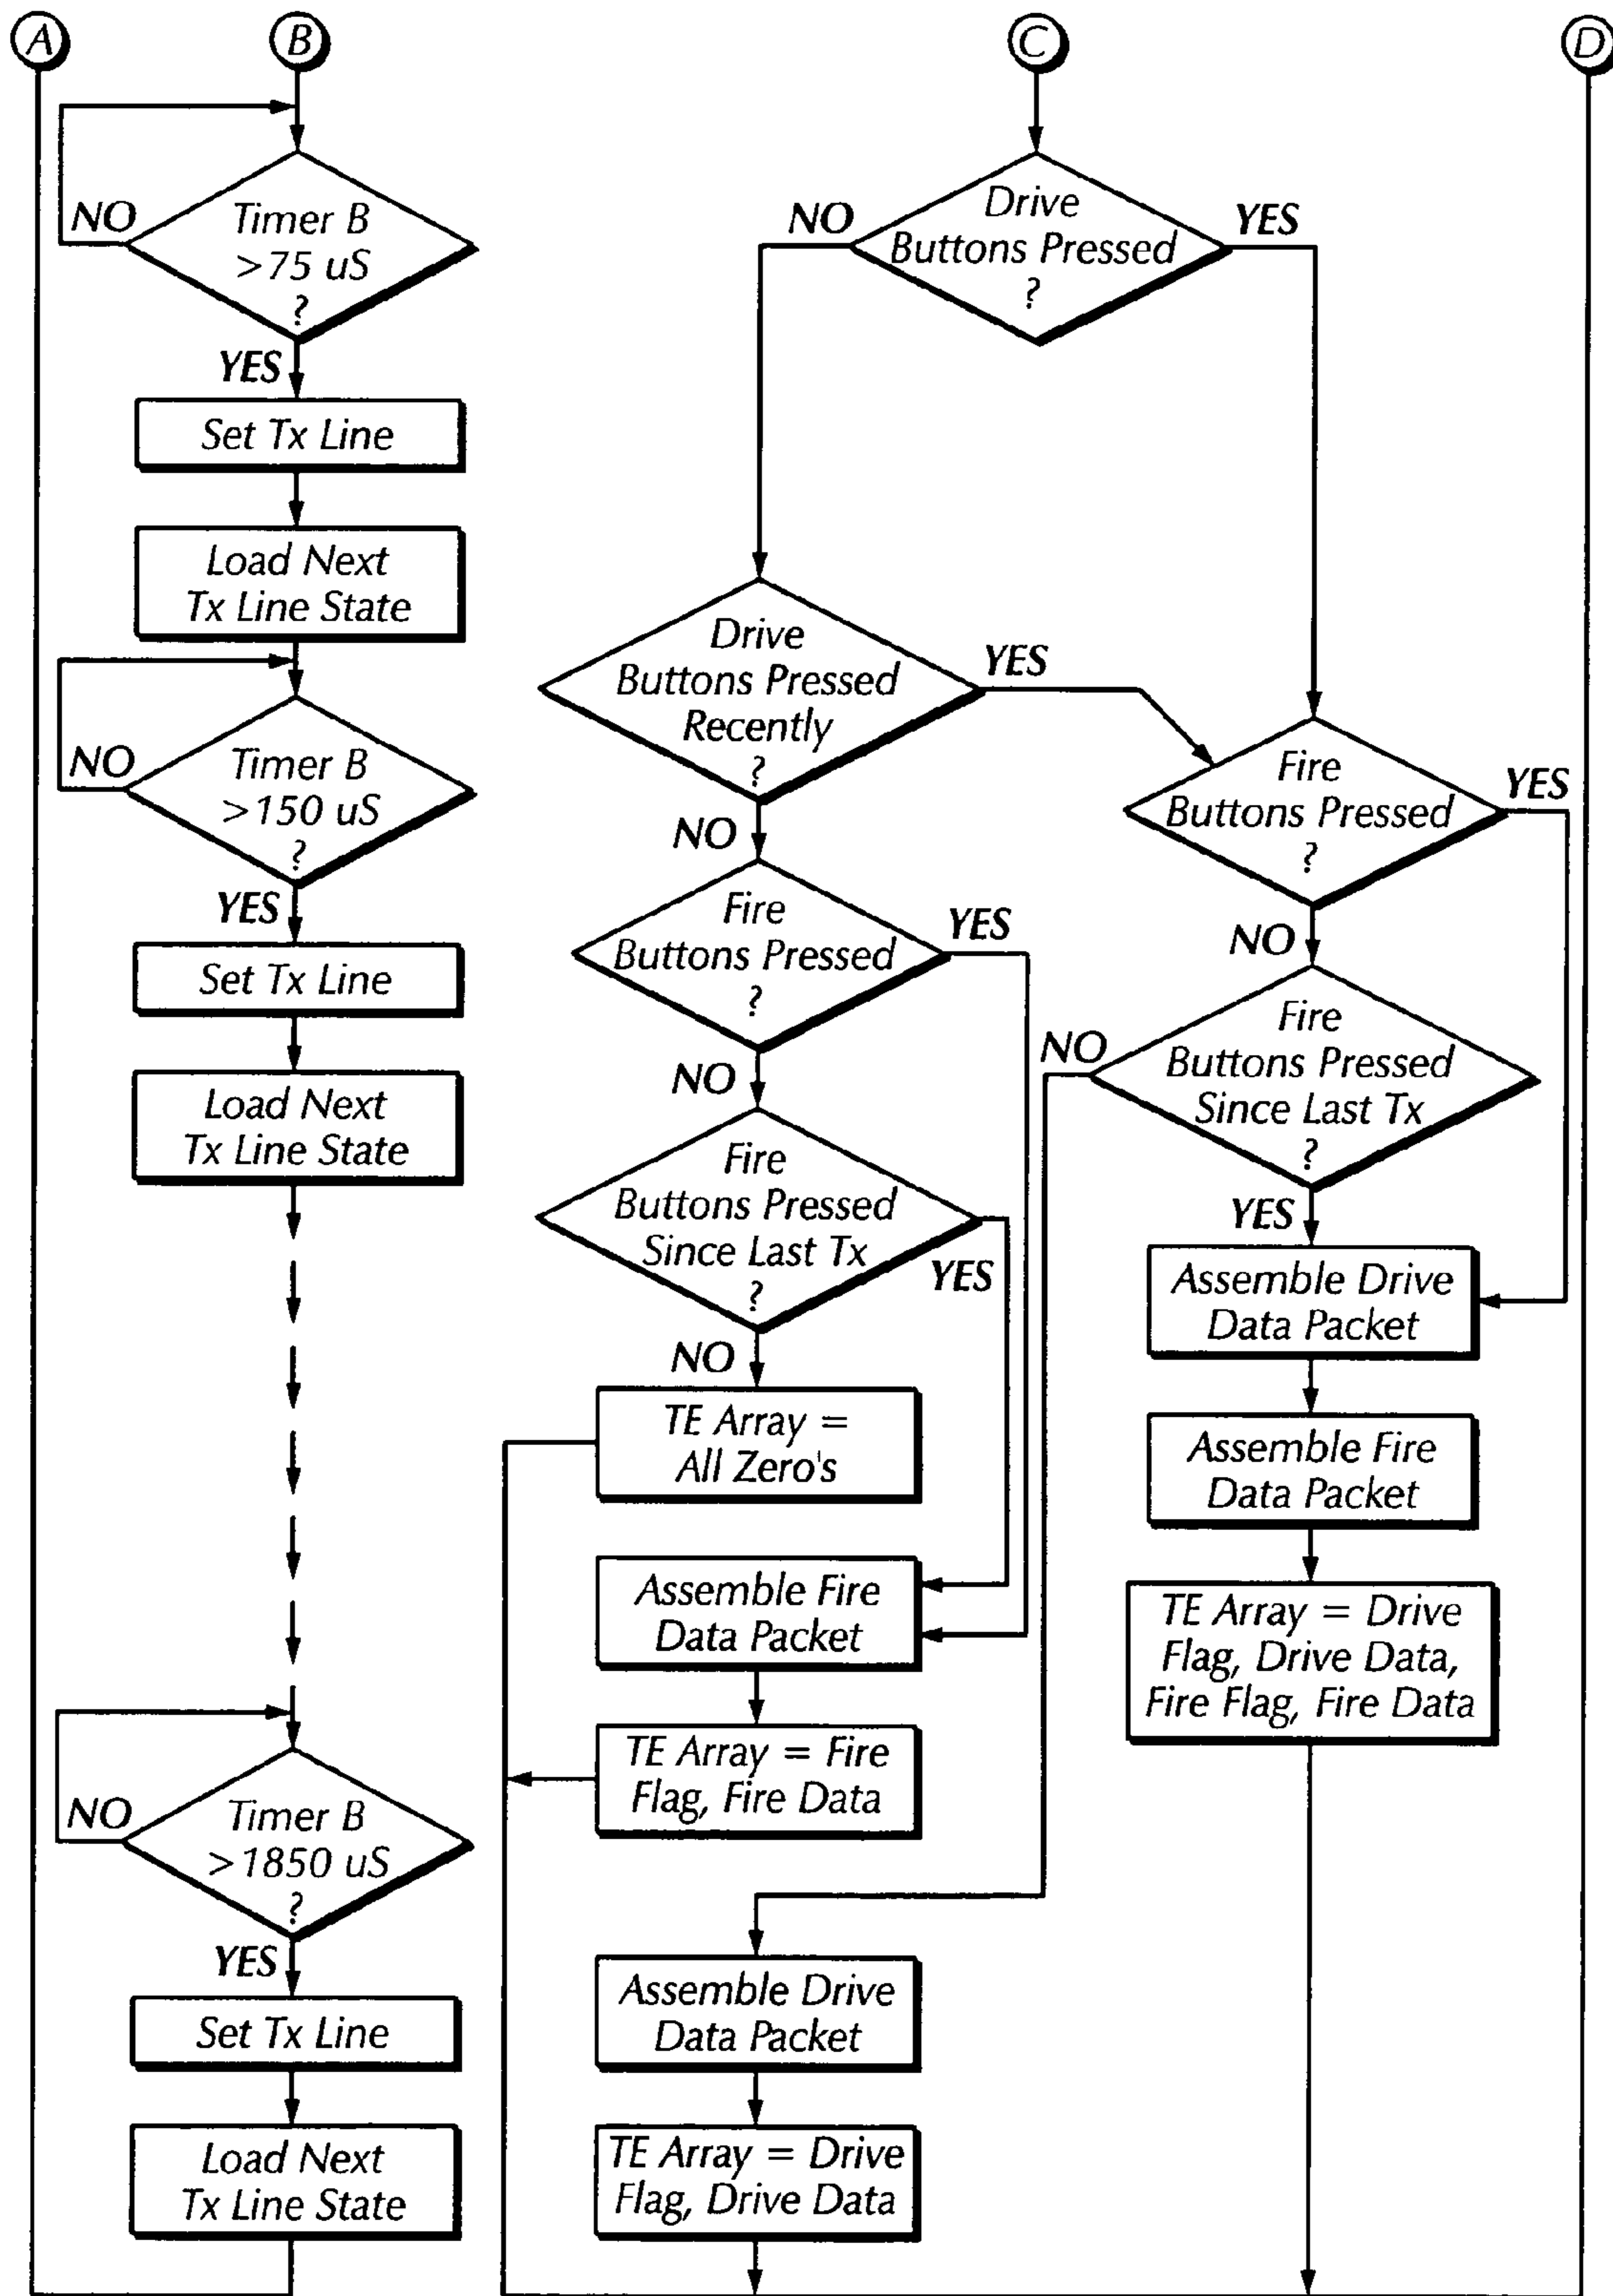 A
B
C
D
NO
Timer B
>75 uS
?
YES
Set Tx Line
Load Next
Tx Line State
NO
Timer B
>150 uS
?
YES
Set Tx Line
Load Next
Tx Line State
NO
Timer B
>1850 uS
?
YES
Set Tx Line
Load Next
Tx Line State
NO
Drive
Buttons Pressed
?
YES
Drive
Buttons Pressed
Recently
?
YES
NO
Fire
Buttons Pressed
?
YES
NO
Fire
Buttons Pressed
Since Last Tx
?
YES
NO
TE Array =
All Zero's
Assemble Fire
Data Packet
TE Array = Fire
Flag, Fire Data
Assemble Drive
Data Packet
TE Array = Drive
Flag, Drive Data
Fire
Buttons Pressed
?
YES
NO
NO
Fire
Buttons Pressed
Since Last Tx
?
YES
Assemble Drive
Data Packet
Assemble Fire
Data Packet
TE Array = Drive
Flag, Drive Data,
Fire Flag, Fire Data